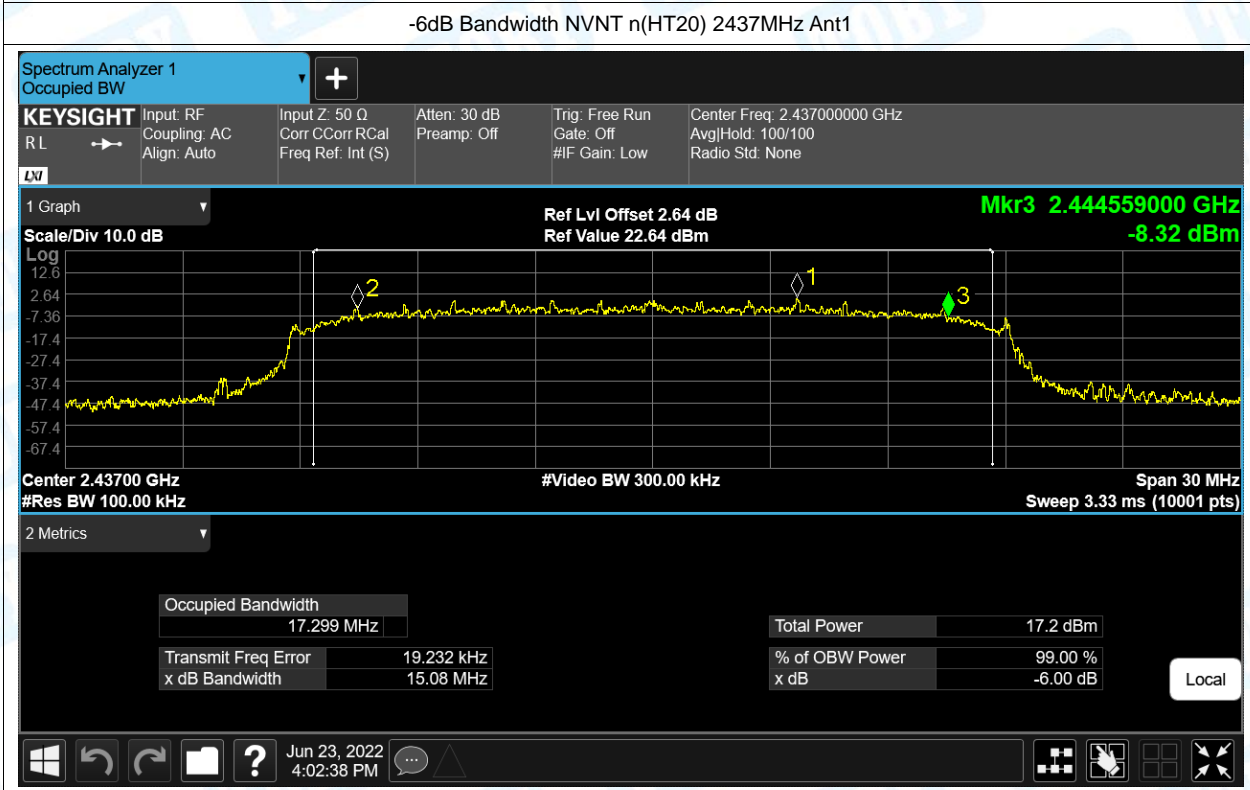 -6dB Bandwidth NVNT n(HT20) 2437MHz Ant1
Spectrum Analyzer 1
Occupied BW
KEYSIGHT
RL
LXI
Input: RF
Coupling: AC
Align: Auto
Input Z: 50 Ω
Corr CCorr RCal
Freq Ref: Int (S)
Atten: 30 dB
Preamp: Off
Trig: Free Run
Gate: Off
#IF Gain: Low
Center Freq: 2.437000000 GHz
Avg|Hold: 100/100
Radio Std: None
1 Graph
Scale/Div 10.0 dB
Ref Lvl Offset 2.64 dB
Ref Value 22.64 dBm
Mkr3 2.444559000 GHz
-8.32 dBm
Log
12.6
2.64
-7.36
-17.4
-27.4
-37.4
-47.4
-57.4
-67.4
2
1
3
Center 2.43700 GHz
#Video BW 300.00 kHz
Span 30 MHz
#Res BW 100.00 kHz
Sweep 3.33 ms (10001 pts)
2 Metrics
Occupied Bandwidth
17.299 MHz
Total Power 17.2 dBm
Transmit Freq Error 19.232 kHz
% of OBW Power 99.00 %
x dB Bandwidth 15.08 MHz
x dB -6.00 dB
Local
?
Jun 23, 2022
4:02:38 PM